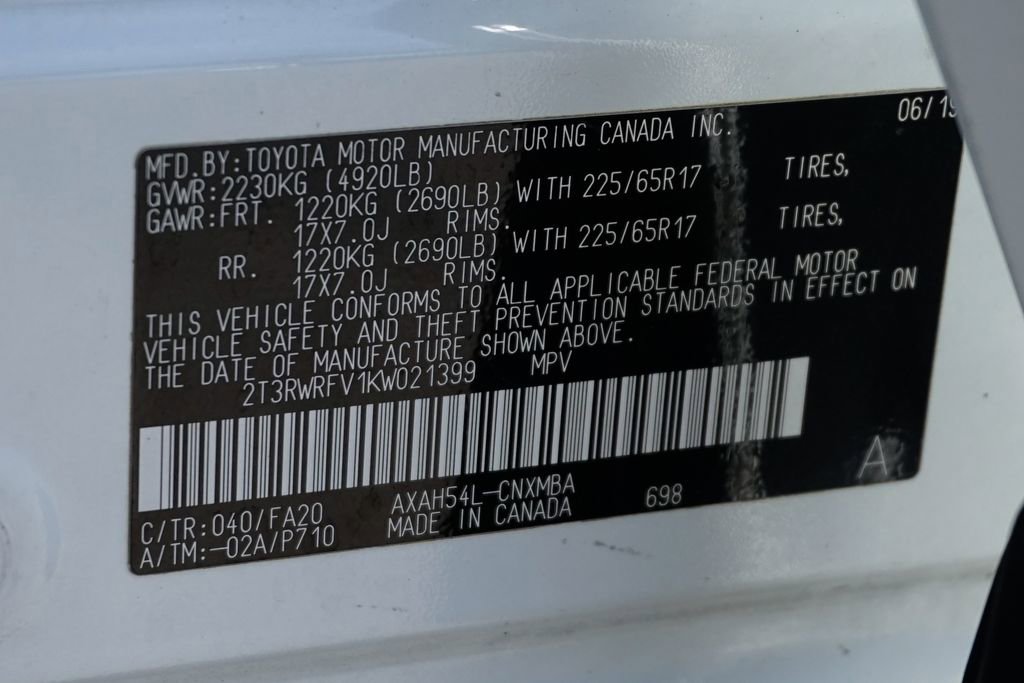 06/19
MFD.BY:TOYOTA MOTOR MANUFACTURING CANADA INC.
GVWR:2230KG (4920LB)
GAWR:FRT. 1220KG (2690LB) WITH 225/65R17 TIRES,
17X7.0J RIMS.
RR. 1220KG (2690LB) WITH 225/65R17 TIRES,
17X7.0J RIMS.
THIS VEHICLE CONFORMS TO ALL APPLICABLE FEDERAL MOTOR
VEHICLE SAFETY AND THEFT PREVENTION STANDARDS IN EFFECT ON
THE DATE OF MANUFACTURE SHOWN ABOVE.
2T3RWRFV1KW021399 MPV
A
C/TR:040/FA20 AXAH54L-CNXMBA 698
A/TM:-02A/P710 MADE IN CANADA